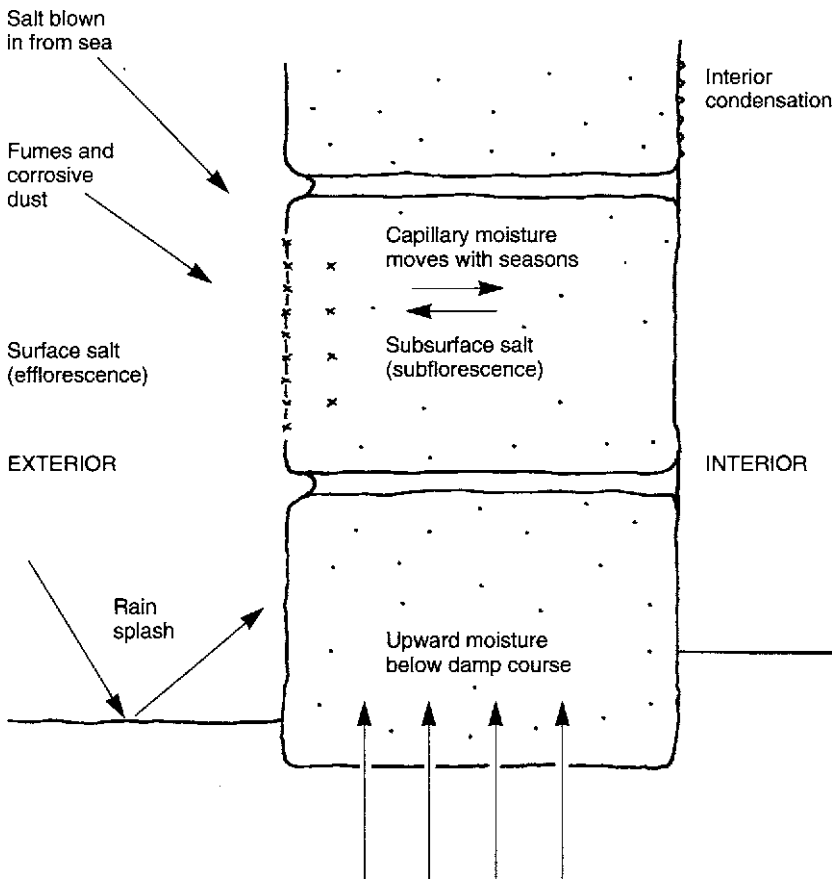 Salt blown
in from sea
Interior
condensation
Fumes and
corrosive
dust
Capillary moisture
moves with seasons
Surface salt
(efflorescence)
Subsurface salt
(subflorescence)
EXTERIOR
INTERIOR
Rain
splash
Upward moisture
below damp course